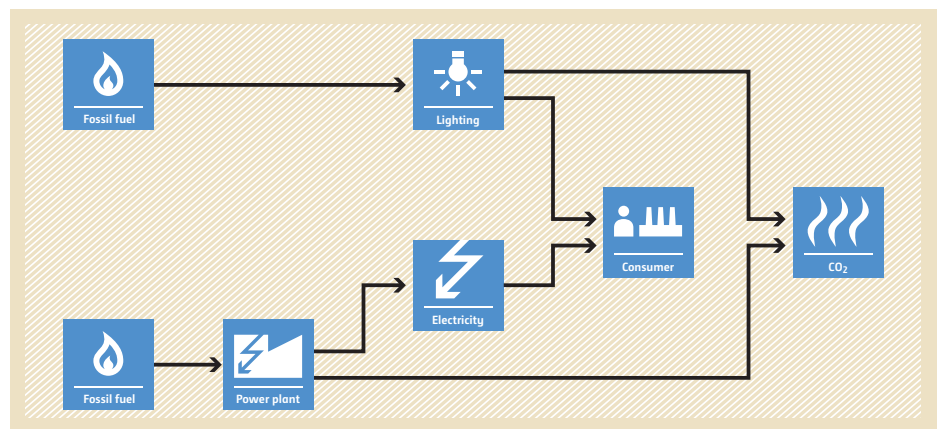 Fossil fuel
Lighting
Consumer
CO₂
Electricity
Fossil fuel
Power plant